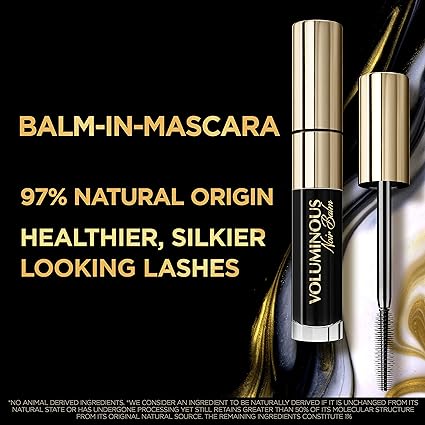 BALM-IN-MASCARA
97% NATURAL ORIGIN
HEALTHIER, SILKIER
LOOKING LASHES
VOLUMINOUS
Noir Balm
*NO ANIMAL DERIVED INGREDIENTS. *WE CONSIDER AN INGREDIENT TO BE NATURALLY DERIVED IF IT IS UNCHANGED FROM ITS
NATURAL STATE OR HAS UNDERGONE PROCESSING YET STILL RETAINS GREATER THAN 50% OF ITS MOLECULAR STRUCTURE
FROM ITS ORIGINAL NATURAL SOURCE. THE REMAINING INGREDIENTS CONSTITUTE 1%